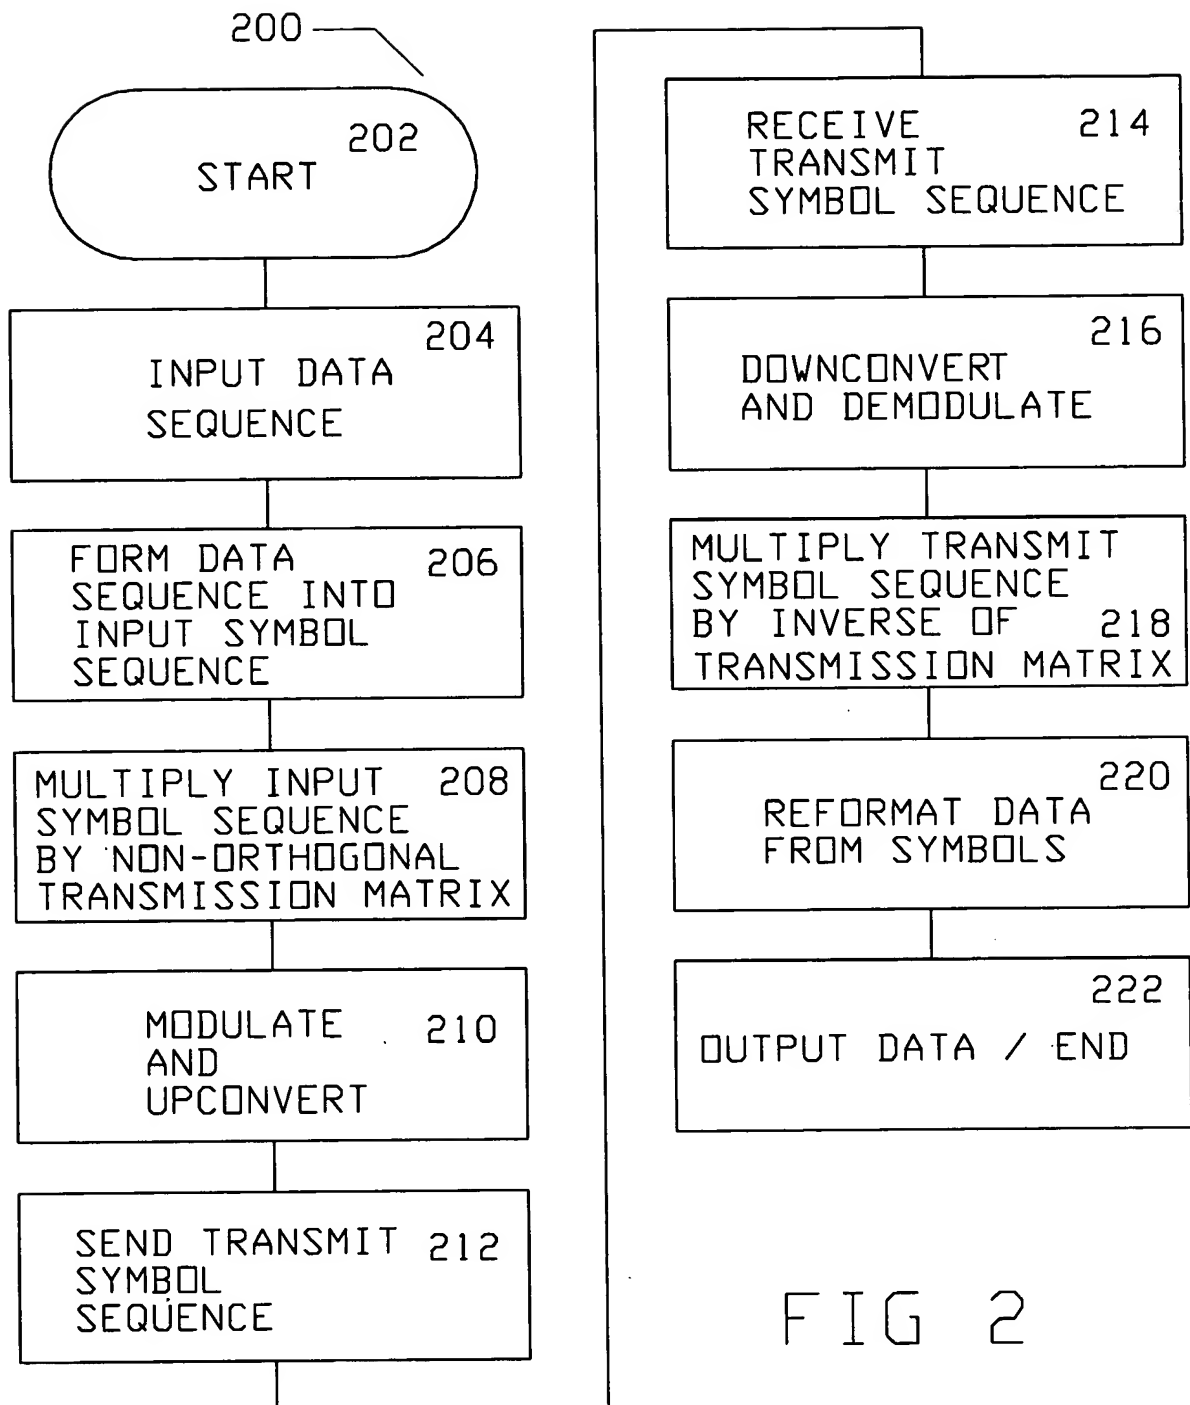 200
202
START
204
INPUT DATA
SEQUENCE
FORM DATA 206
SEQUENCE INTO
INPUT SYMBOL
SEQUENCE
MULTIPLY INPUT 208
SYMBOL SEQUENCE
BY NON-ORTHOGONAL
TRANSMISSION MATRIX
MODULATE 210
AND
UPCONVERT
SEND TRANSMIT 212
SYMBOL
SEQUENCE
RECEIVE 214
TRANSMIT
SYMBOL SEQUENCE
216
DOWNCONVERT
AND DEMODULATE
MULTIPLY TRANSMIT
SYMBOL SEQUENCE
BY INVERSE OF 218
TRANSMISSION MATRIX
220
REFORMAT DATA
FROM SYMBOLS
222
OUTPUT DATA / END
FIG 2